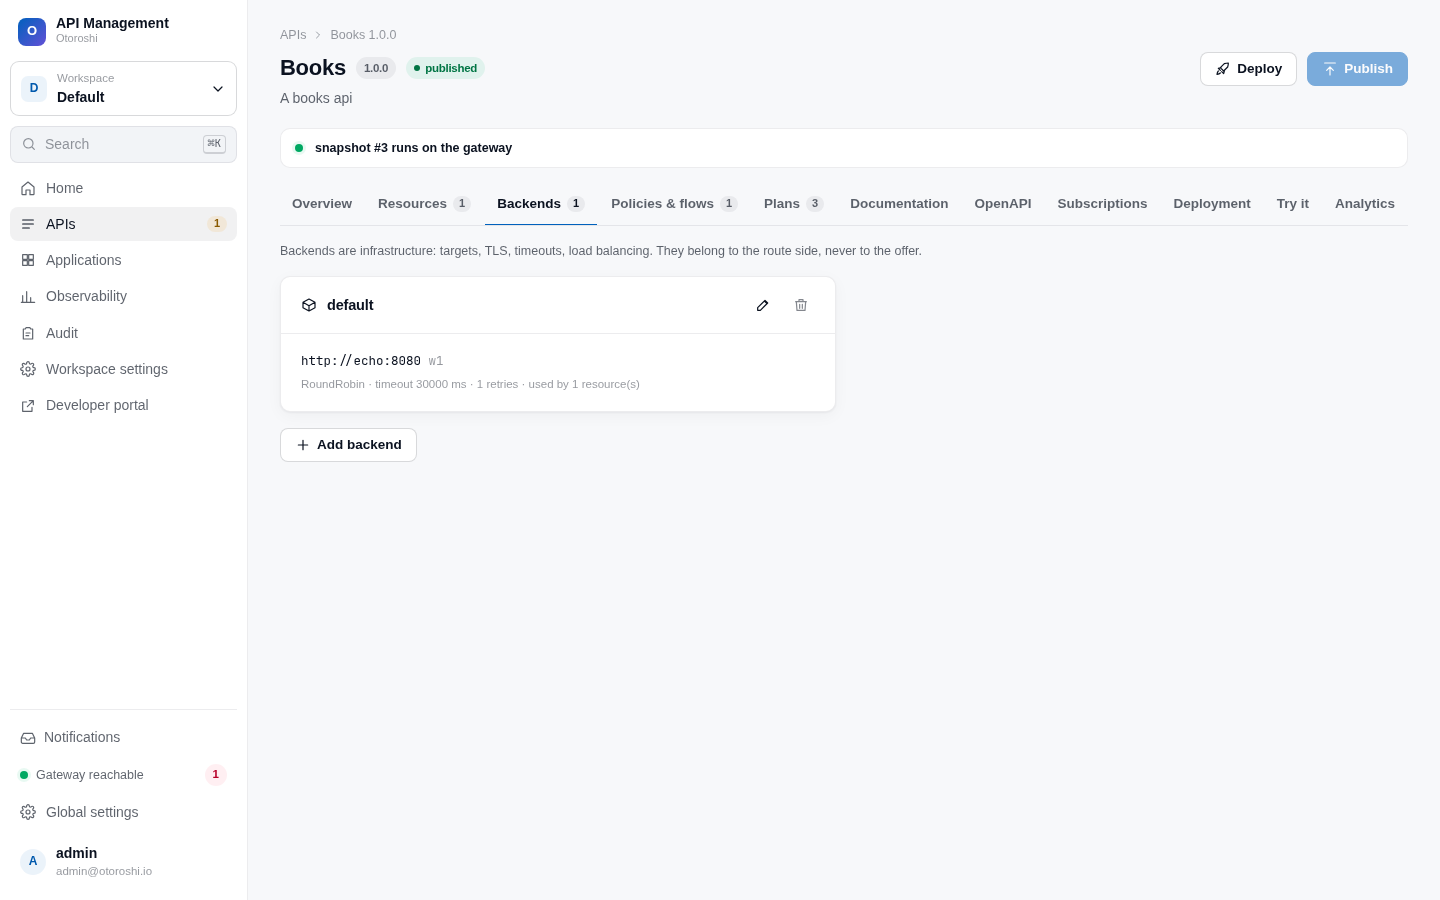 O
API Management
Otoroshi
D
Workspace
Default
Search
⌘K
Home
APIs
1
Applications
Observability
Audit
Workspace settings
Developer portal
Notifications
Gateway reachable
1
Global settings
A
admin
admin@otoroshi.io
APIs
Books 1.0.0
Books
1.0.0
published
Deploy
Publish
A books api
snapshot #3 runs on the gateway
Overview
Resources 1
Backends 1
Policies & flows 1
Plans 3
Documentation
OpenAPI
Subscriptions
Deployment
Try it
Analytics
Backends are infrastructure: targets, TLS, timeouts, load balancing. They belong to the route side, never to the offer.
default
http://echo:8080 w1
RoundRobin · timeout 30000 ms · 1 retries · used by 1 resource(s)
Add backend